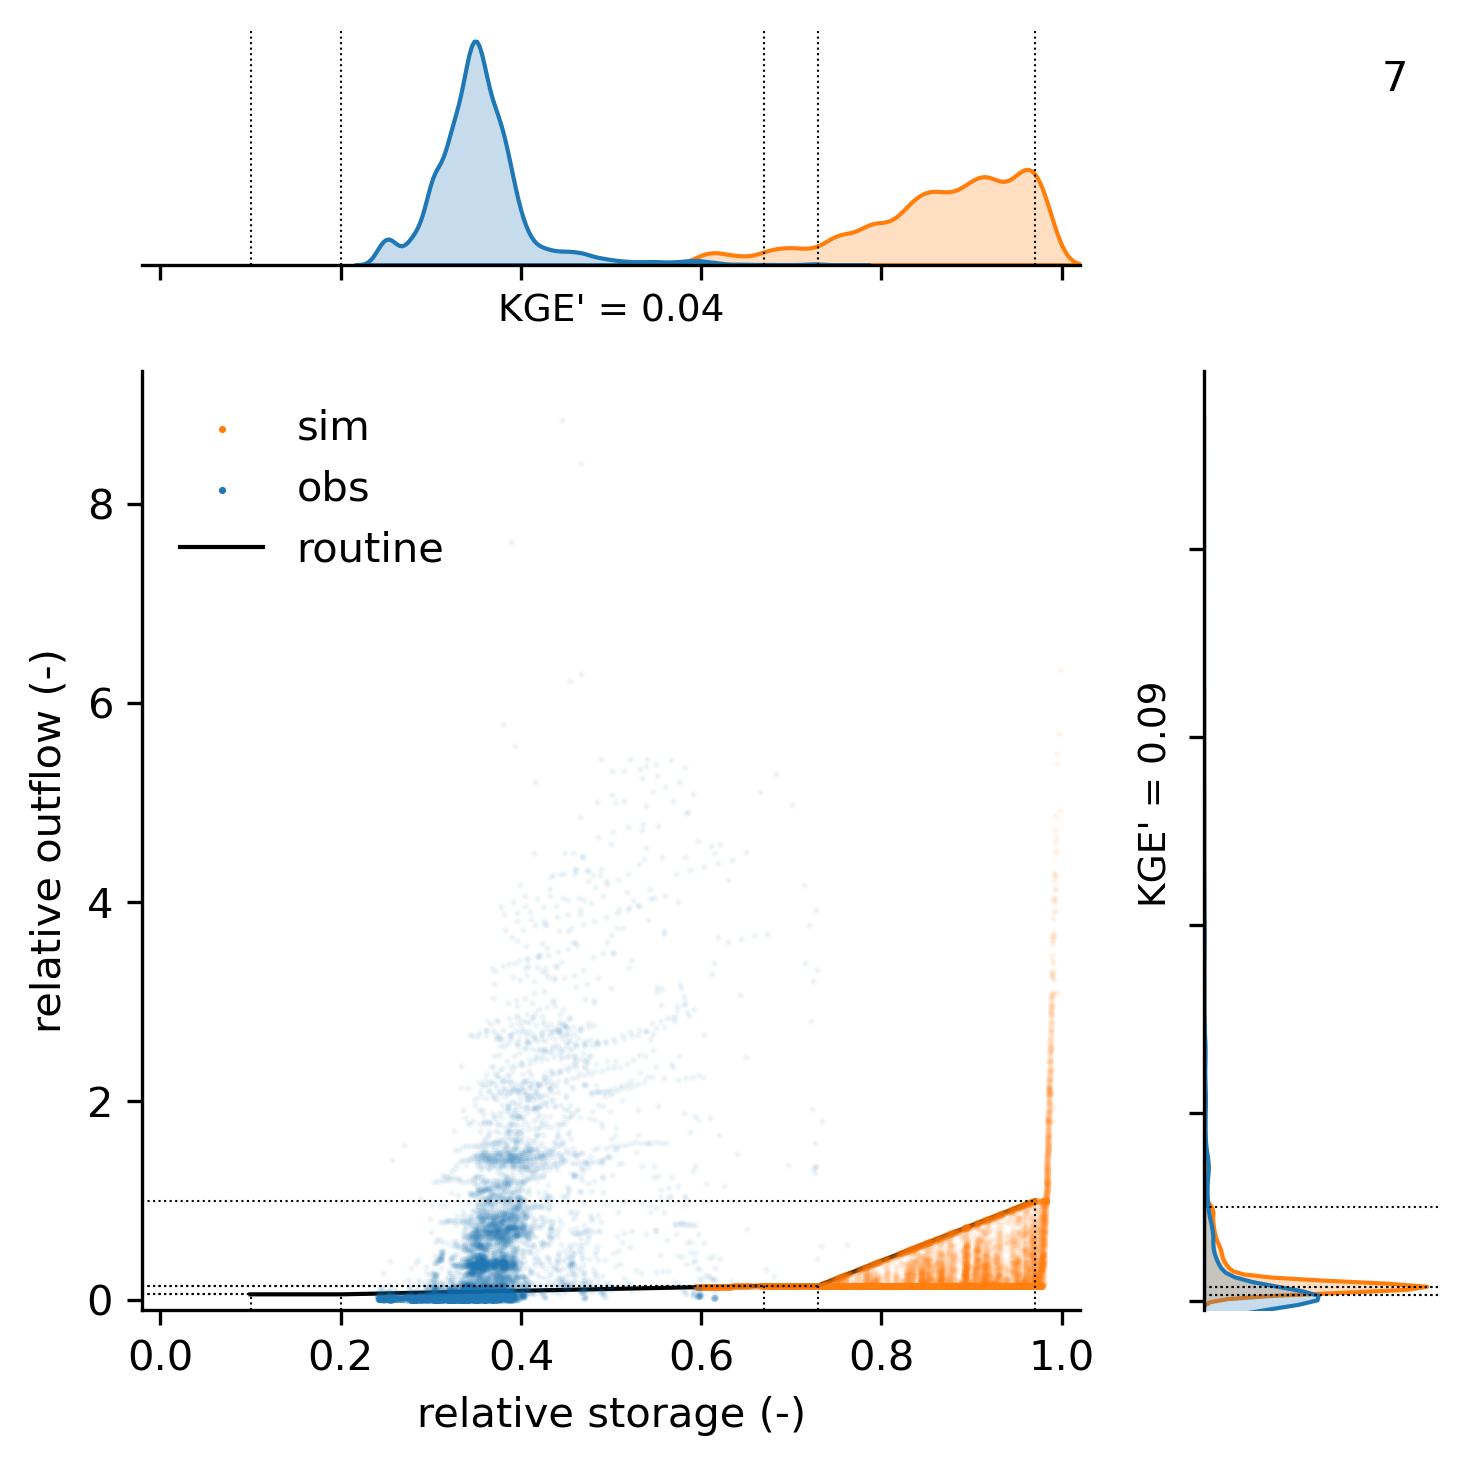 7
KGE' = 0.04
sim
obs
routine
8
6
4
2
0
relative outflow (-)
KGE' = 0.09
0.0 0.2 0.4 0.6 0.8 1.0
relative storage (-)